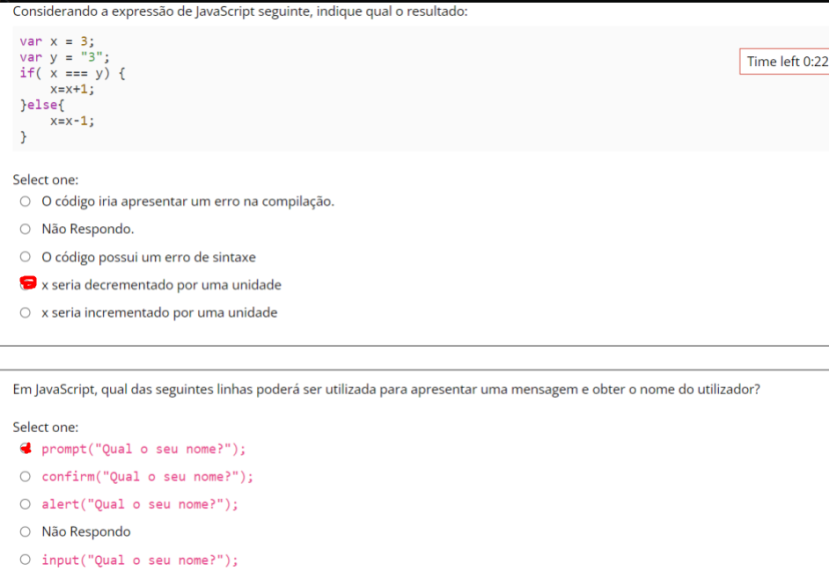 Considerando a expressão de JavaScript seguinte, indique qual o resultado:
var x = 3;
var y = "3";
if( x === y) {
    x=x+1;
}else{
    x=x-1;
}
Time left 0:22
Select one:
O código iria apresentar um erro na compilação.
Não Respondo.
O código possui um erro de sintaxe
x seria decrementado por uma unidade
x seria incrementado por uma unidade
Em JavaScript, qual das seguintes linhas poderá ser utilizada para apresentar uma mensagem e obter o nome do utilizador?
Select one:
prompt("Qual o seu nome?");
confirm("Qual o seu nome?");
alert("Qual o seu nome?");
Não Respondo
input("Qual o seu nome?");